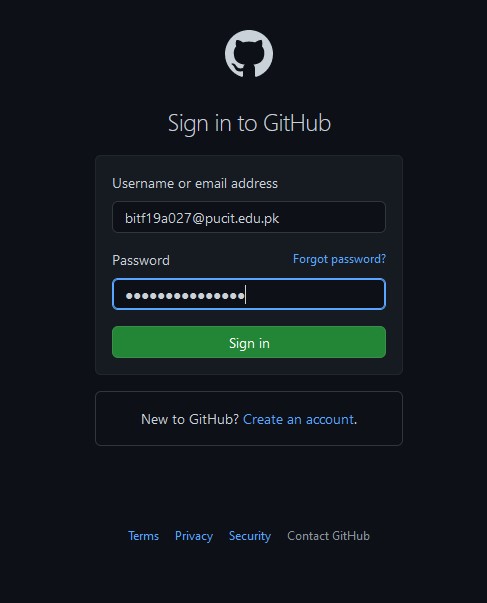 Sign in to GitHub
Username or email address
bitf19a027@pucit.edu.pk
Password Forgot password?
●●●●●●●●●●●●●●●
Sign in
New to GitHub? Create an account.
Terms Privacy Security Contact GitHub